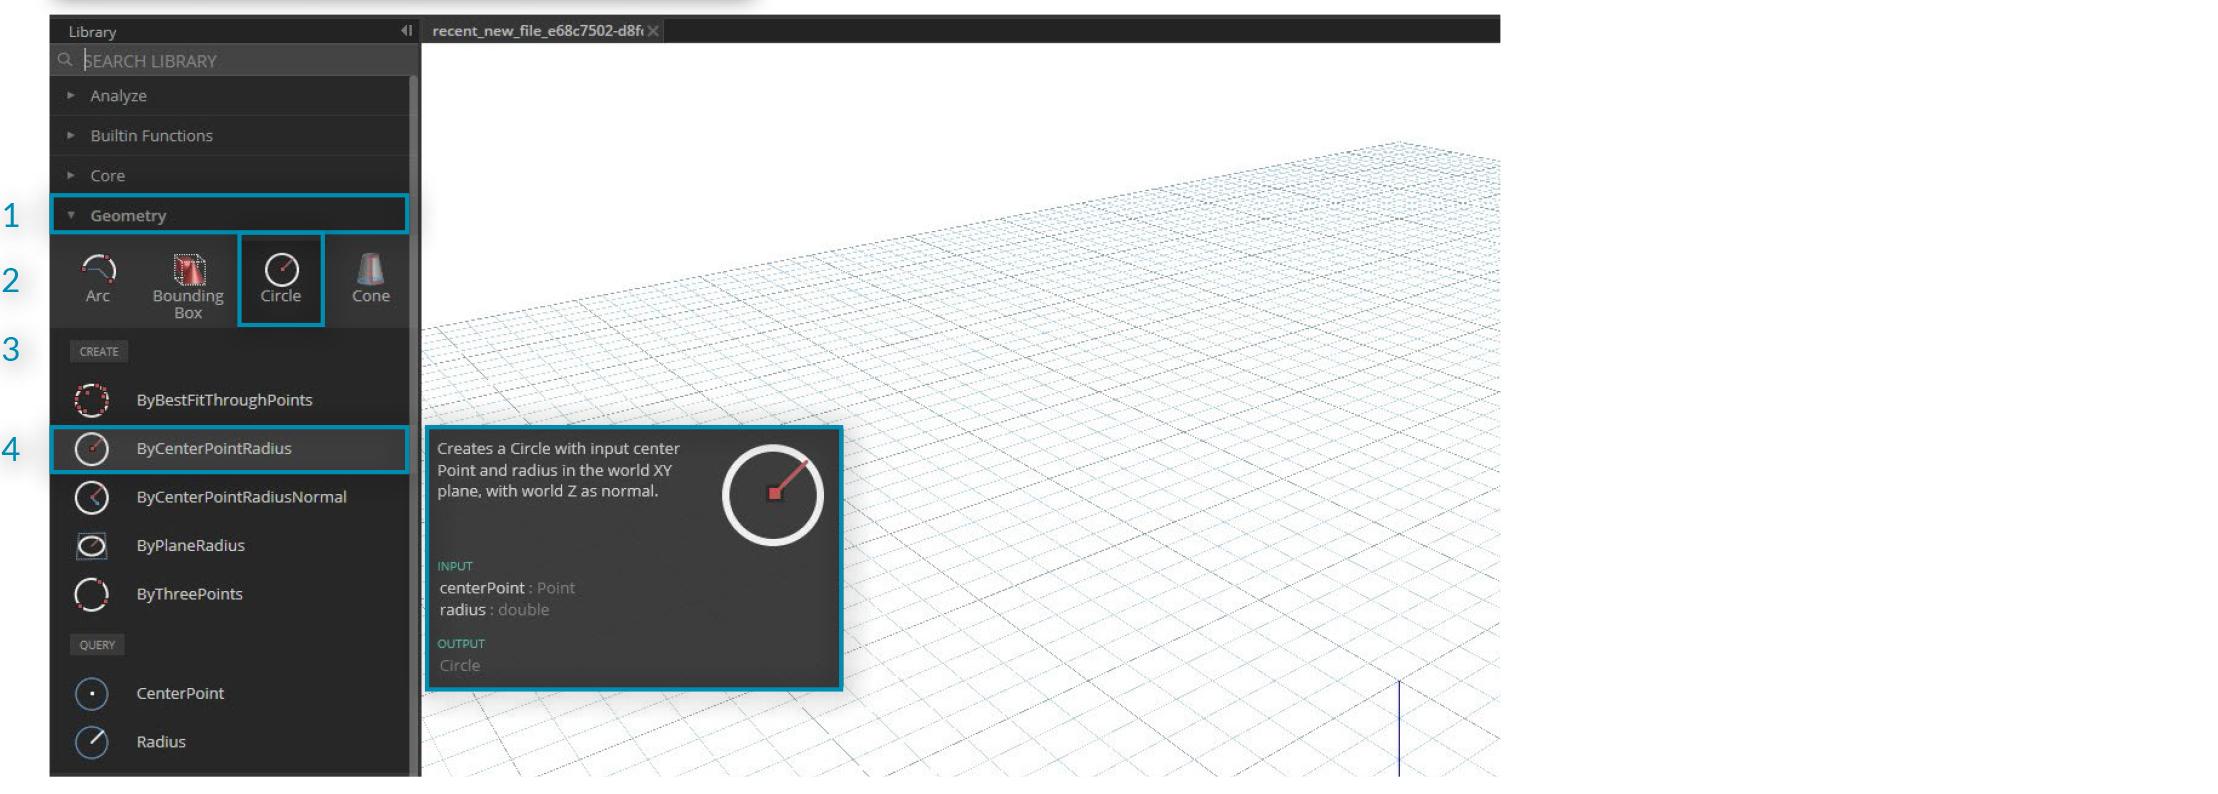 Library
recent_new_file_e68c7502-d8f
SEARCH LIBRARY
Analyze
Builtin Functions
Core
1
Geometry
2
Arc
Bounding
Box
Circle
Cone
3
CREATE
ByBestFitThroughPoints
4
ByCenterPointRadius
Creates a Circle with input center
Point and radius in the world XY
plane, with world Z as normal.
ByCenterPointRadiusNormal
ByPlaneRadius
INPUT
centerPoint : Point
ByThreePoints
radius : double
QUERY
OUTPUT
Circle
CenterPoint
Radius